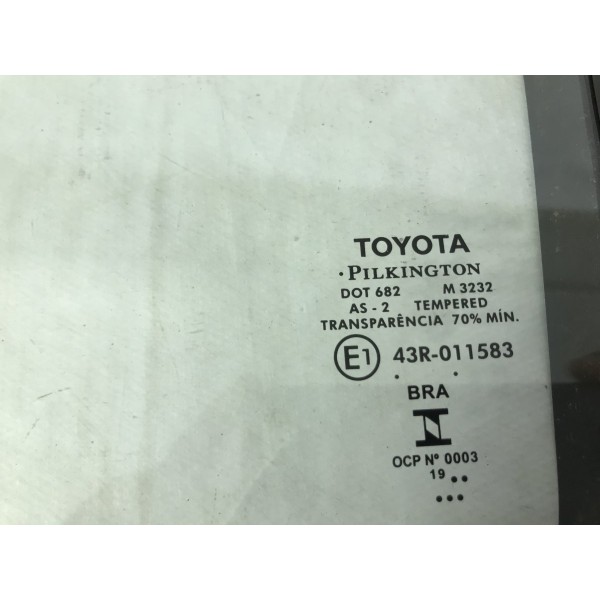 TOYOTA
·PILKINGTON
DOT 682 M 3232
AS - 2 TEMPERED
TRANSPARÊNCIA 70% MÍN.
E1 43R-011583
BRA
OCP Nº 0003
19